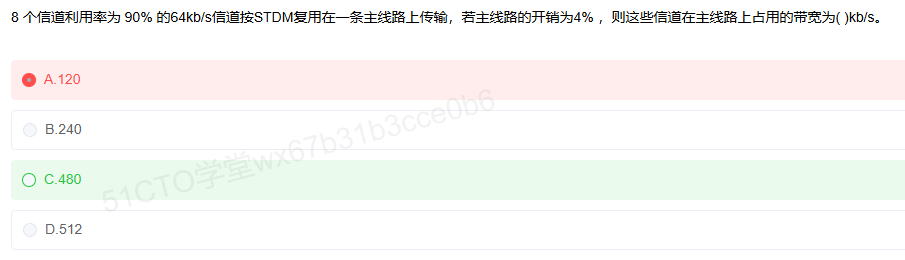 8 个信道利用率为 90% 的64kb/s信道按STDM复用在一条主线路上传输，若主线路的开销为4% ，则这些信道在主线路上占用的带宽为( )kb/s。
A.120
B.240
C.480
D.512
51CTO学堂wx67b31b3cce0b6